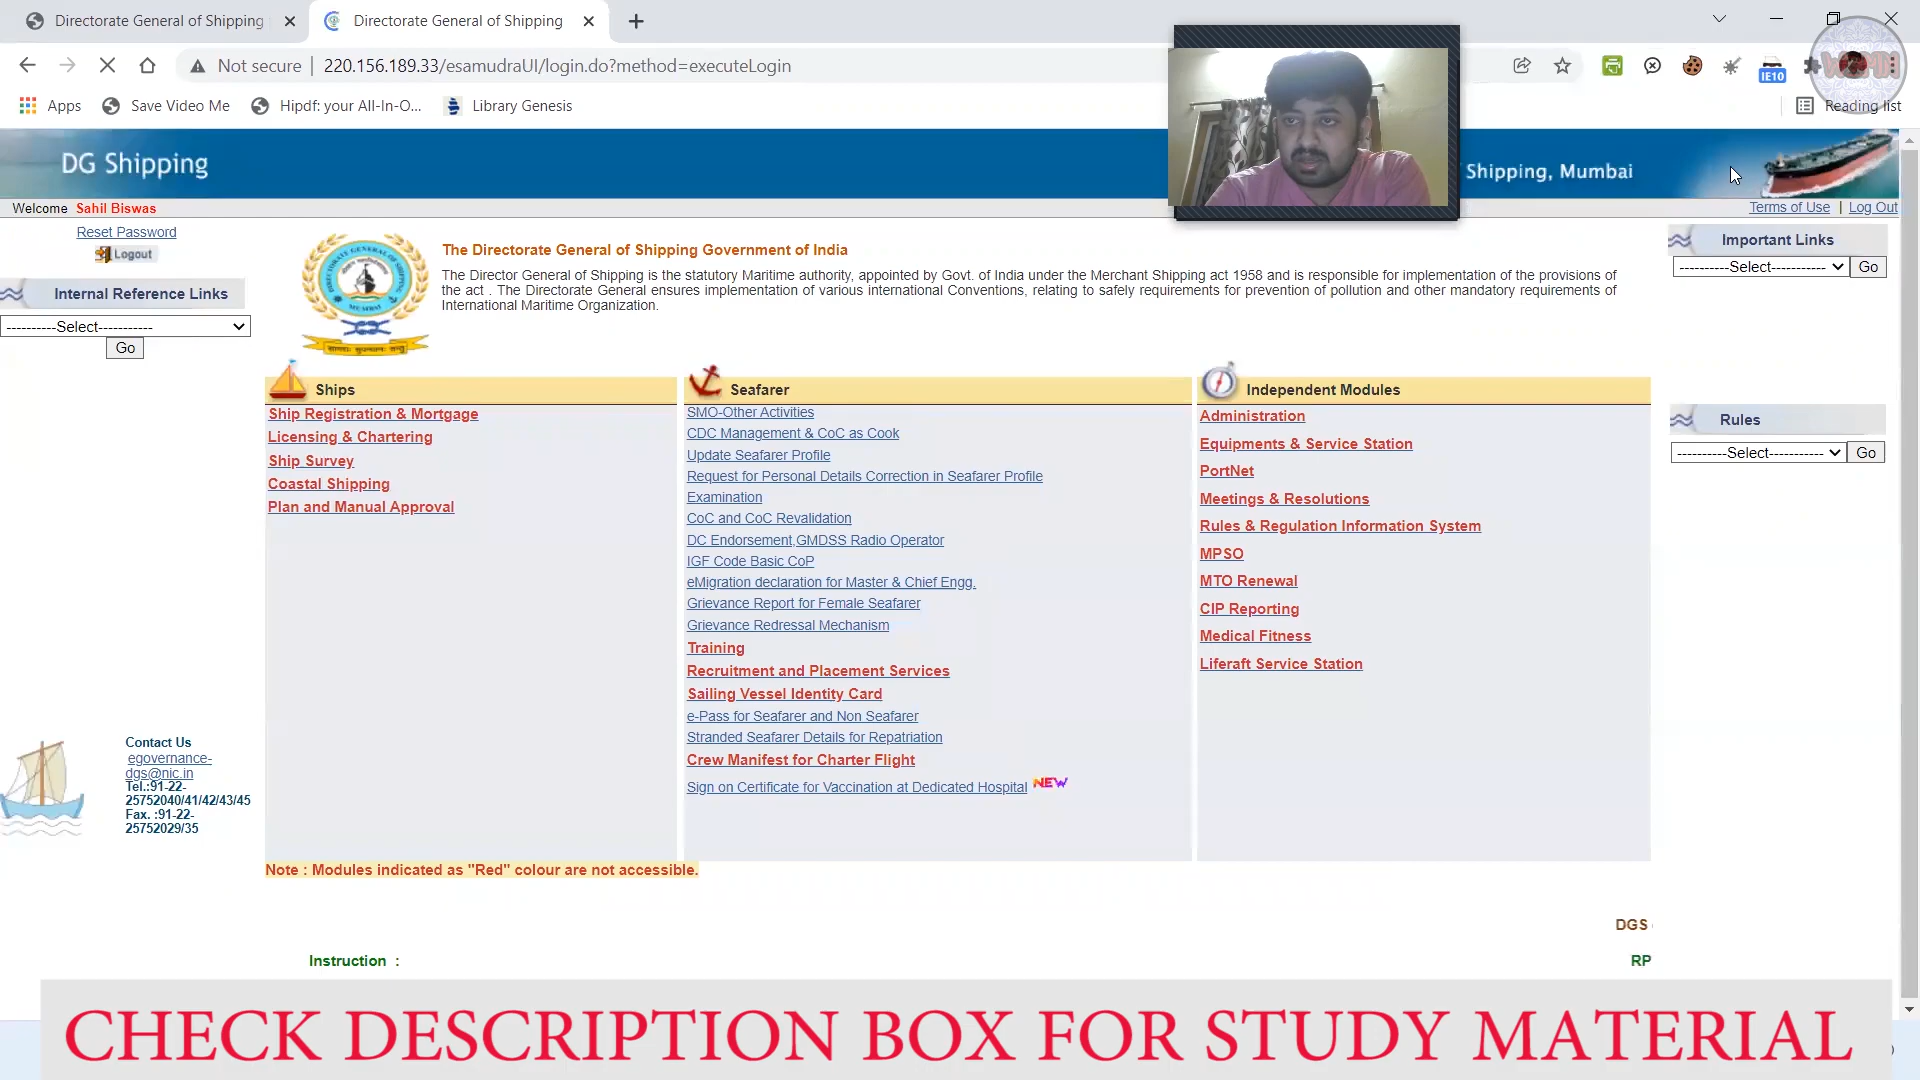 Directorate General of Shipping
Directorate General of Shipping
Not secure | 220.156.189.33/esamudraUI/login.do?method=executeLogin
IE10
Apps
Save Video Me
Hipdf: your All-In-O...
Library Genesis
Reading list
DG Shipping
Shipping, Mumbai
Welcome Sahil Biswas
Terms of Use | Log Out
Reset Password
Logout
Internal Reference Links
----------Select-----------
Go
The Directorate General of Shipping Government of India
The Director General of Shipping is the statutory Maritime authority, appointed by Govt. of India under the Merchant Shipping act 1958 and is responsible for implementation of the provisions of
the act . The Directorate General ensures implementation of various international Conventions, relating to safely requirements for prevention of pollution and other mandatory requirements of
International Maritime Organization.
Important Links
----------Select-----------
Go
Ships
Ship Registration & Mortgage
Licensing & Chartering
Ship Survey
Coastal Shipping
Plan and Manual Approval
Seafarer
SMO-Other Activities
CDC Management & CoC as Cook
Update Seafarer Profile
Request for Personal Details Correction in Seafarer Profile
Examination
CoC and CoC Revalidation
DC Endorsement,GMDSS Radio Operator
IGF Code Basic CoP
eMigration declaration for Master & Chief Engg.
Grievance Report for Female Seafarer
Grievance Redressal Mechanism
Training
Recruitment and Placement Services
Sailing Vessel Identity Card
e-Pass for Seafarer and Non Seafarer
Stranded Seafarer Details for Repatriation
Crew Manifest for Charter Flight
Sign on Certificate for Vaccination at Dedicated Hospital NEW
Independent Modules
Administration
Equipments & Service Station
PortNet
Meetings & Resolutions
Rules & Regulation Information System
MPSO
MTO Renewal
CIP Reporting
Medical Fitness
Liferaft Service Station
Rules
----------Select-----------
Go
Contact Us
egovernance-
dgs@nic.in
Tel.:91-22-
25752040/41/42/43/45
Fax. :91-22-
25752029/35
Note : Modules indicated as "Red" colour are not accessible.
DGS
Instruction :
RP
CHECK DESCRIPTION BOX FOR STUDY MATERIAL